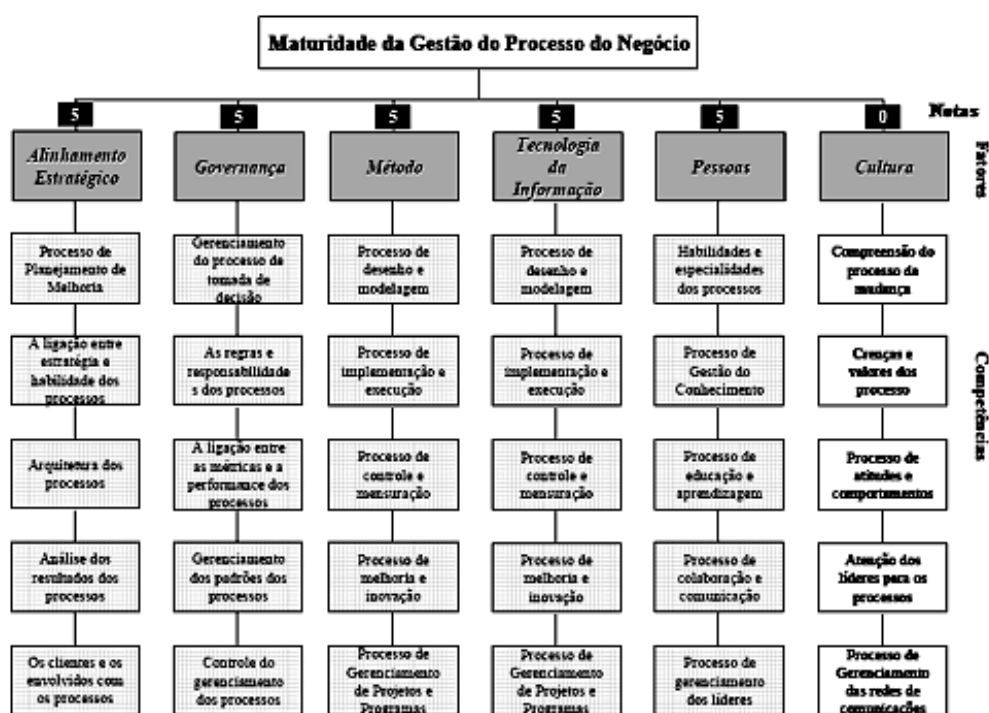 Maturidade da Gestão do Processo do Negócio
5 5 5 5 5 0 Notas
Alinhamento
Estratégico
Governança
Método
Tecnologia
da
Informação
Pessoas
Cultura
Fatores
Processo de
Planejamento de
Melhoria
Gerenciamento
do processo de
tomada de
decisão
Processo de
desenho e
modelagem
Processo de
desenho e
modelagem
Habilidades e
especialidades
dos processos
Compreensão do
processo da
mudança
A ligação entre
estratégia e
habilidade dos
processos
As regras e
responsabilidade
s dos processos
Processo de
implementação e
execução
Processo de
implementação e
execução
Processo de
Gestão do
Conhecimento
Crenças e
valores dos
processo
Competências
Arquitetura dos
processos
A ligação entre
as métricas e a
performance dos
processos
Processo de
controle e
mensuração
Processo de
controle e
mensuração
Processo de
educação e
aprendizagem
Processo de
atitudes e
comportamentos
Análise dos
resultados dos
processos
Gerenciamento
dos padrões dos
processos
Processo de
melhoria e
inovação
Processo de
melhoria e
inovação
Processo de
colaboração e
comunicação
Atenção dos
líderes para os
processos
Os clientes e os
envolvidos com
os processos
Controle do
gerenciamento
dos processos
Processo de
Gerenciamento
de Projetos e
Programas
Processo de
Gerenciamento
de Projetos e
Programas
Processo de
gerenciamento
dos líderes
Processo de
Gerenciamento
das redes de
comunicações